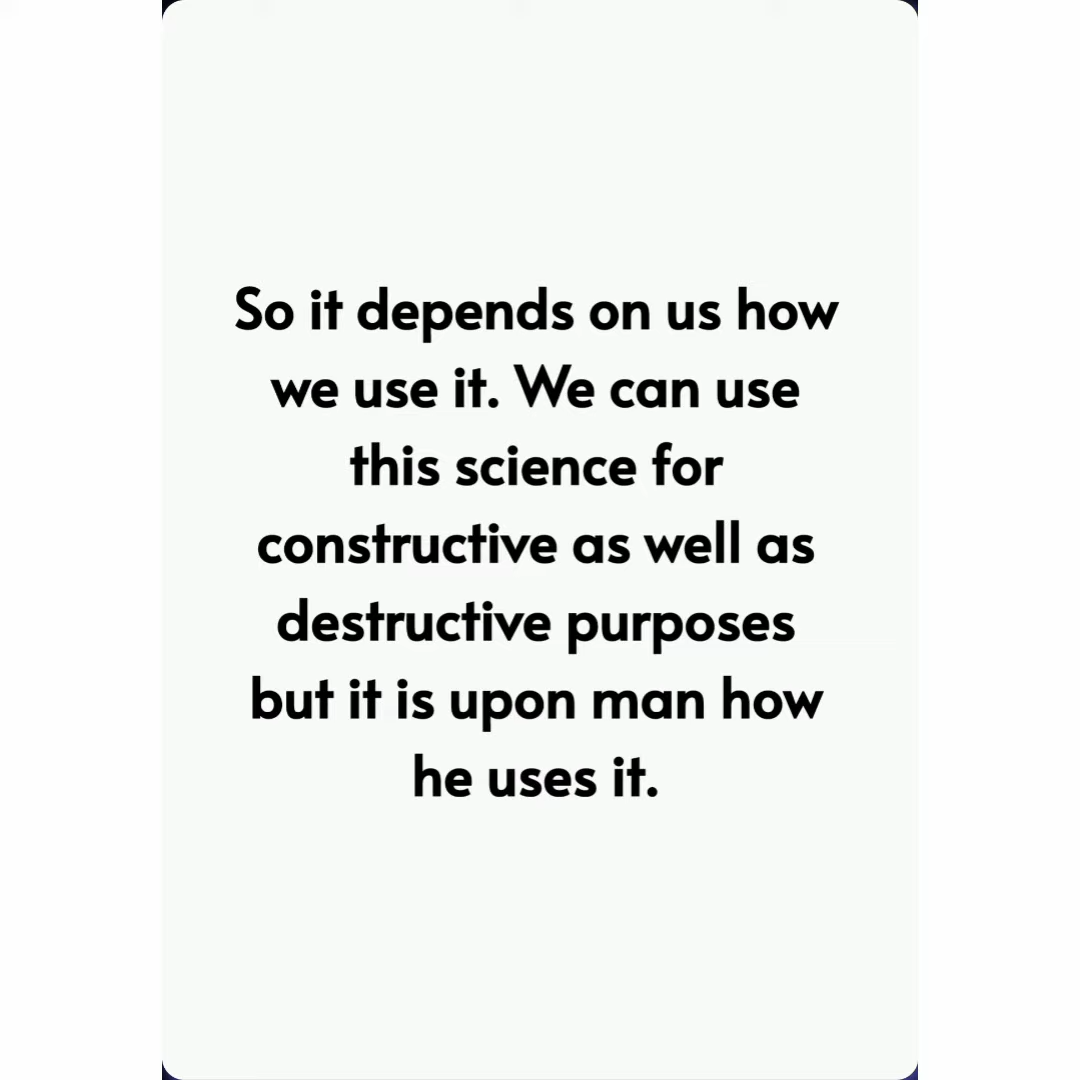 So it depends on us how
we use it. We can use
this science for
constructive as well as
destructive purposes
but it is upon man how
he uses it.